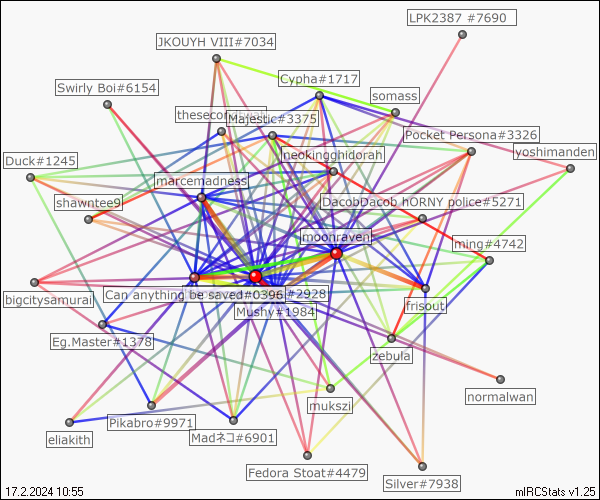 LPK2387 #7690
JKOUYH VIII#7034
Cypha#1717
Swirly Boi#6154
somass
Majestic#3375
Pocket Persona#3326
yoshimanden
neokingghidorah
Duck#1245
marcemadness
shawntee9
DacobDacob hORNY police#5271
moonraven
ming#4742
bigcitysamurai
Can anything be saved#0396
#2928
frisout
Mushy#1984
Eg.Master#1378
zebula
normalwan
mukszi
Pikabro#9971
eliakith
Madネコ#6901
Fedora Stoat#4479
Silver#7938
17.2.2024 10:55
mIRCStats v1.25